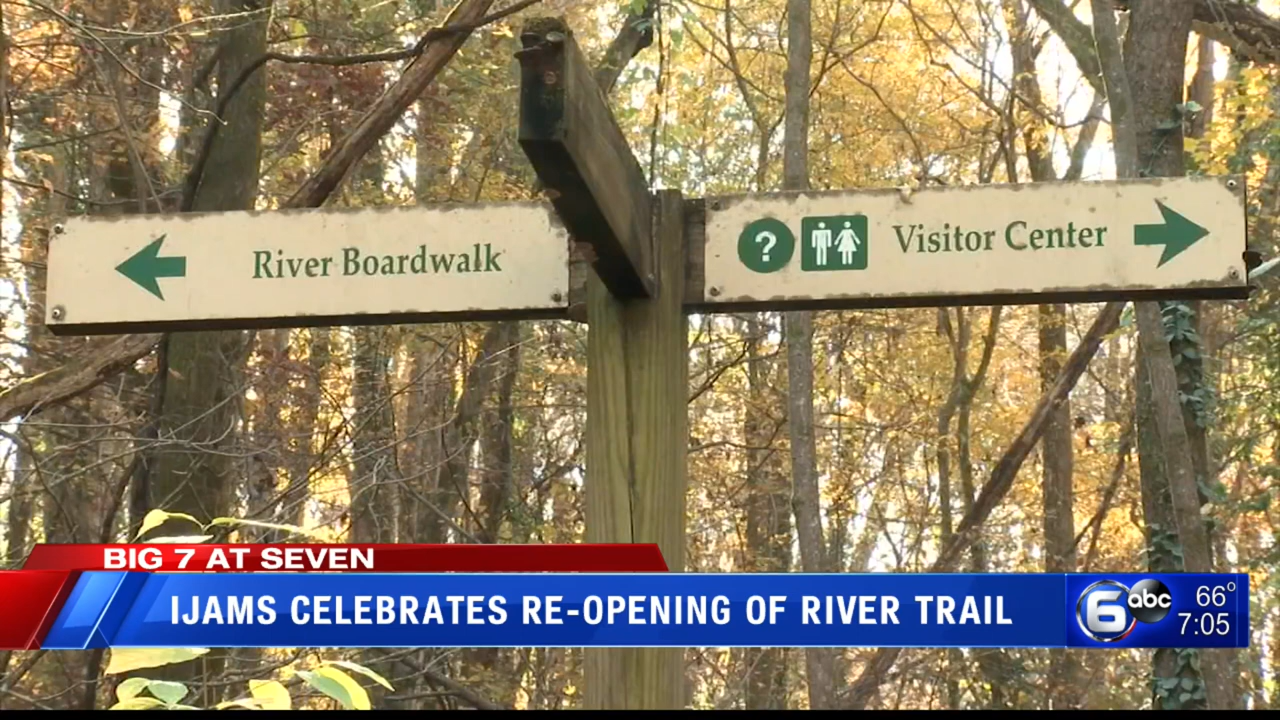 River Boardwalk
? Visitor Center
BIG 7 AT SEVEN
IJAMS CELEBRATES RE-OPENING OF RIVER TRAIL
6 abc
66°
7:05